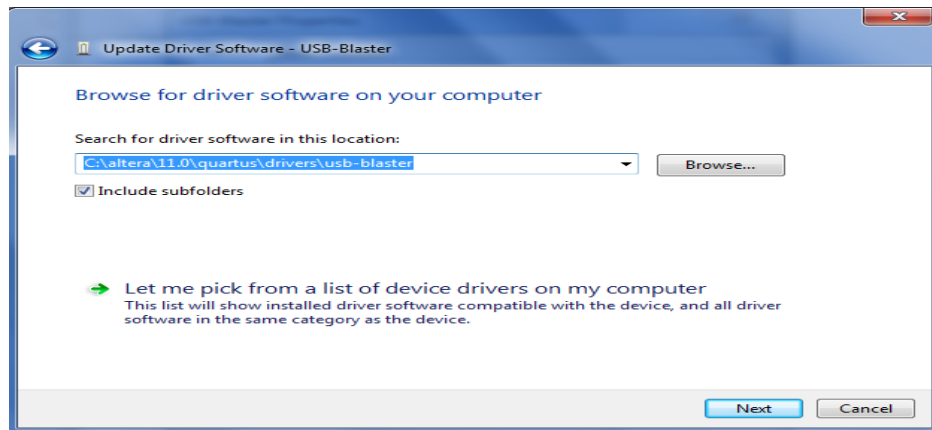 Update Driver Software - USB-Blaster
Browse for driver software on your computer
Search for driver software in this location:
C:\altera\11.0\quartus\drivers\usb-blaster
Browse...
Include subfolders
Let me pick from a list of device drivers on my computer
This list will show installed driver software compatible with the device, and all driver
software in the same category as the device.
Next
Cancel